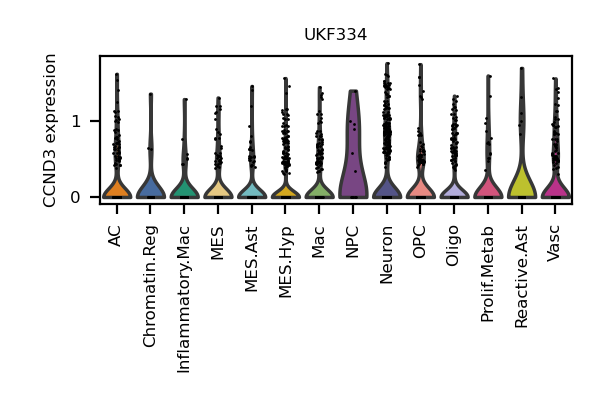 UKF334
CCND3 expression
1
0
AC
Chromatin.Reg
Inflammatory.Mac
MES
MES.Ast
MES.Hyp
Mac
NPC
Neuron
OPC
Oligo
Prolif.Metab
Reactive.Ast
Vasc